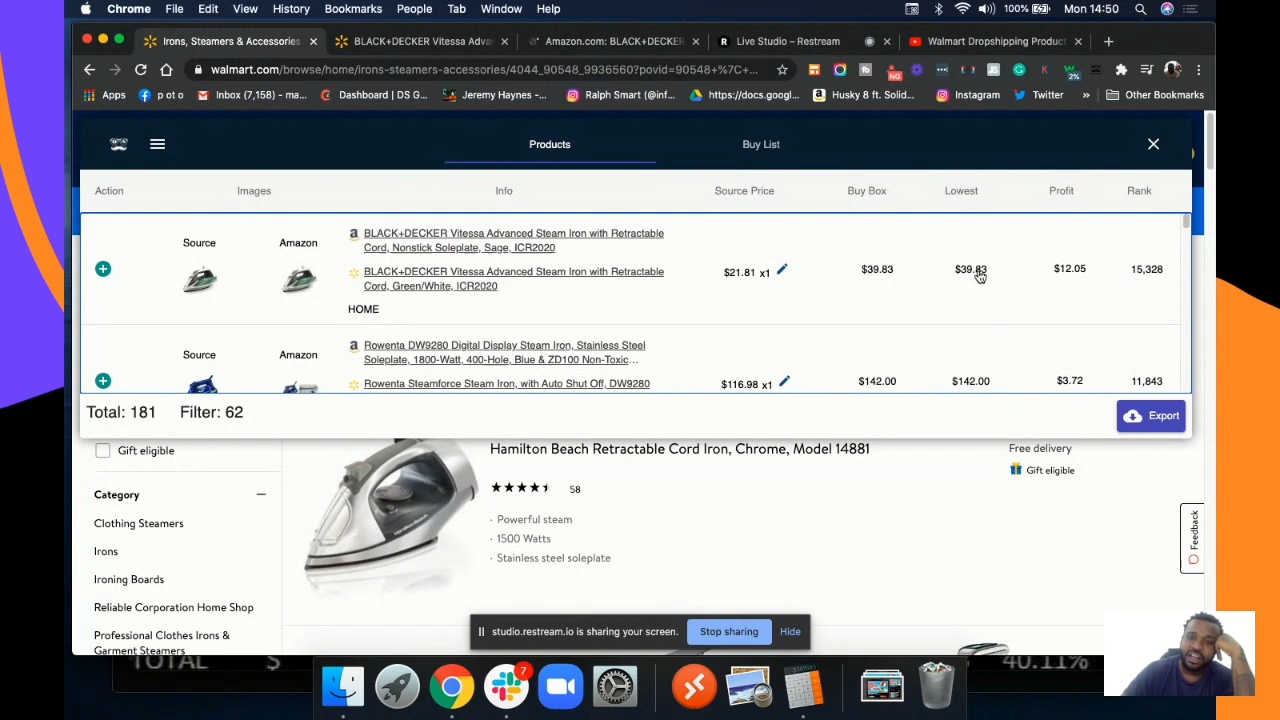 Chrome File Edit View History Bookmarks People Tab Window Help 100% Mon 14:50
Irons, Steamers & Accessories BLACK+DECKER Vitessa Adva Amazon.com: BLACK+DECKER Live Studio – Restream Walmart Dropshipping Product
walmart.com/browse/home/irons-steamers-accessories/4044_90548_9936560?povid=90548+%7C+... NG 2%
Apps p ot o Inbox (7,158) – ma... Dashboard | DS G... Jeremy Haynes –... Ralph Smart (@inf... https://docs.googl... Husky 8 ft. Solid... Instagram Twitter » Other Bookmarks
Products Buy List
Action Images Info Source Price Buy Box Lowest Profit Rank
BLACK+DECKER Vitessa Advanced Steam Iron with Retractable
Cord, Nonstick Soleplate, Sage, ICR2020
Source Amazon
BLACK+DECKER Vitessa Advanced Steam Iron with Retractable
Cord, Green/White, ICR2020
$21.81 x1 $39.83 $39.83 $12.05 15,328
HOME
Rowenta DW9280 Digital Display Steam Iron, Stainless Steel
Soleplate, 1800-Watt, 400-Hole, Blue & ZD100 Non-Toxic...
Source Amazon
Rowenta Steamforce Steam Iron, with Auto Shut Off, DW9280
$116.98 x1 $142.00 $142.00 $3.72 11,843
Total: 181 Filter: 62 Export
Gift eligible
Category
Clothing Steamers
Irons
Ironing Boards
Reliable Corporation Home Shop
Professional Clothes Irons &
Garment Steamers
Hamilton Beach Retractable Cord Iron, Chrome, Model 14881
58
· Powerful steam
· 1500 Watts
· Stainless steel soleplate
Free delivery
Gift eligible
Feedback
studio.restream.io is sharing your screen. Stop sharing Hide
TOTAL $ 40.11%
7